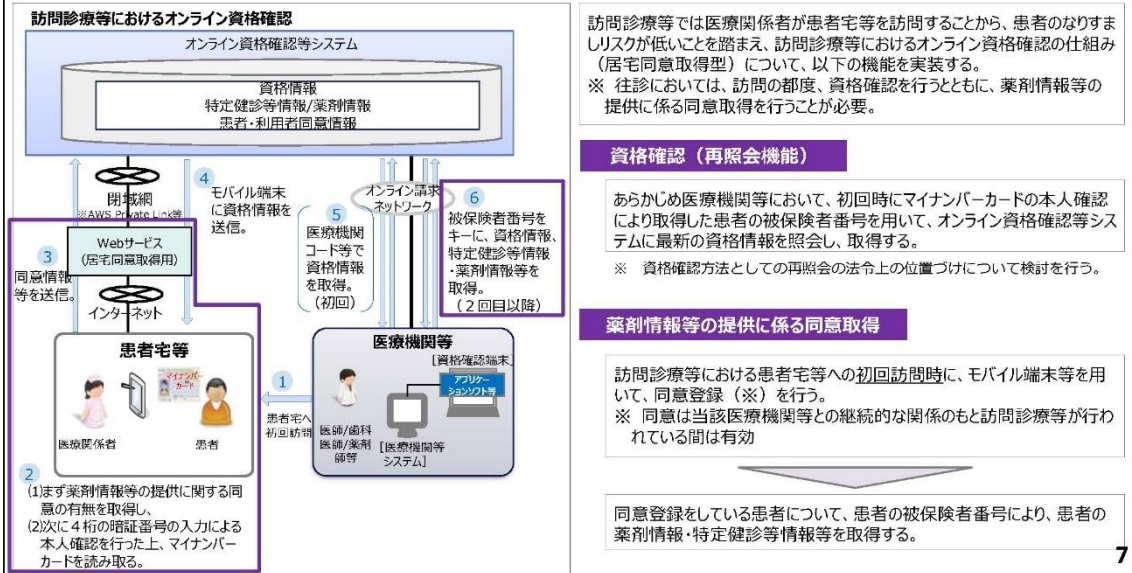 訪問診療等におけるオンライン資格確認
オンライン資格確認等システム
資格情報
特定健診等情報/薬剤情報
患者・利用者同意情報
閉域網
※AWS Private Link等
Webサービス
(居宅同意取得用)
インターネット
3
同意情報
等を送信。
4
モバイル端末
に資格情報を
送信。
5
医療機関
コード等で
資格情報
を取得。
(初回)
オンライン請求
ネットワーク
6
被保険者番号を
キーに、資格情報、
特定健診等情報
・薬剤情報等を
取得。
(2回目以降)
患者宅等
マイナンバー
カード
医療関係者
患者
1
患者宅へ
初回訪問
医療機関等
[資格確認端末]
アプリケー
ションソフト等
医師/歯科
医師/薬剤
師等
[医療機関等
システム]
2
(1)まず薬剤情報等の提供に関する同
意の有無を取得し、
(2)次に4桁の暗証番号の入力による
本人確認を行った上、マイナンバー
カードを読み取る。
訪問診療等では医療関係者が患者宅等を訪問することから、患者のなりすま
しリスクが低いことを踏まえ、訪問診療等におけるオンライン資格確認の仕組み
(居宅同意取得型)について、以下の機能を実装する。
※ 往診においては、訪問の都度、資格確認を行うとともに、薬剤情報等の
提供に係る同意取得を行うことが必要。
資格確認(再照会機能)
あらかじめ医療機関等において、初回時にマイナンバーカードの本人確認
により取得した患者の被保険者番号を用いて、オンライン資格確認等シス
テムに最新の資格情報を照会し、取得する。
※ 資格確認方法としての再照会の法令上の位置づけについて検討を行う。
薬剤情報等の提供に係る同意取得
訪問診療等における患者宅等への初回訪問時に、モバイル端末等を用
いて、同意登録(※)を行う。
※ 同意は当該医療機関等との継続的な関係のもと訪問診療等が行わ
れている間は有効
同意登録をしている患者について、患者の被保険者番号により、患者の
薬剤情報・特定健診等情報等を取得する。
7